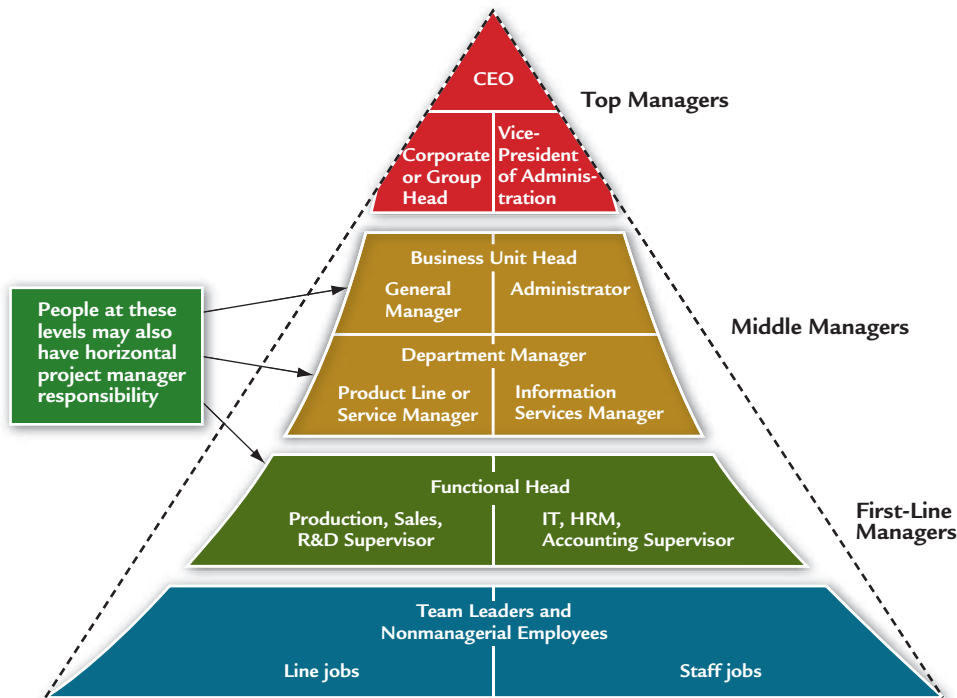 CEO
Top Managers
Corporate
or Group
Head
Vice-
President
of Adminis-
tration
Business Unit Head
General
Manager
Administrator
People at these
levels may also
have horizontal
project manager
responsibility
Middle Managers
Department Manager
Product Line or
Service Manager
Information
Services Manager
Functional Head
Production, Sales,
R&D Supervisor
IT, HRM,
Accounting Supervisor
First-Line
Managers
Team Leaders and
Nonmanagerial Employees
Line jobs
Staff jobs